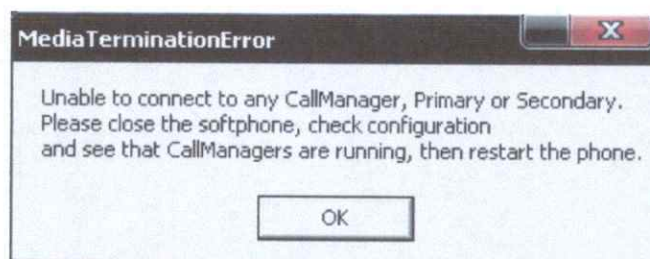 MediaTerminationError
Unable to connect to any CallManager, Primary or Secondary.
Please close the softphone, check configuration
and see that CallManagers are running, then restart the phone.
OK